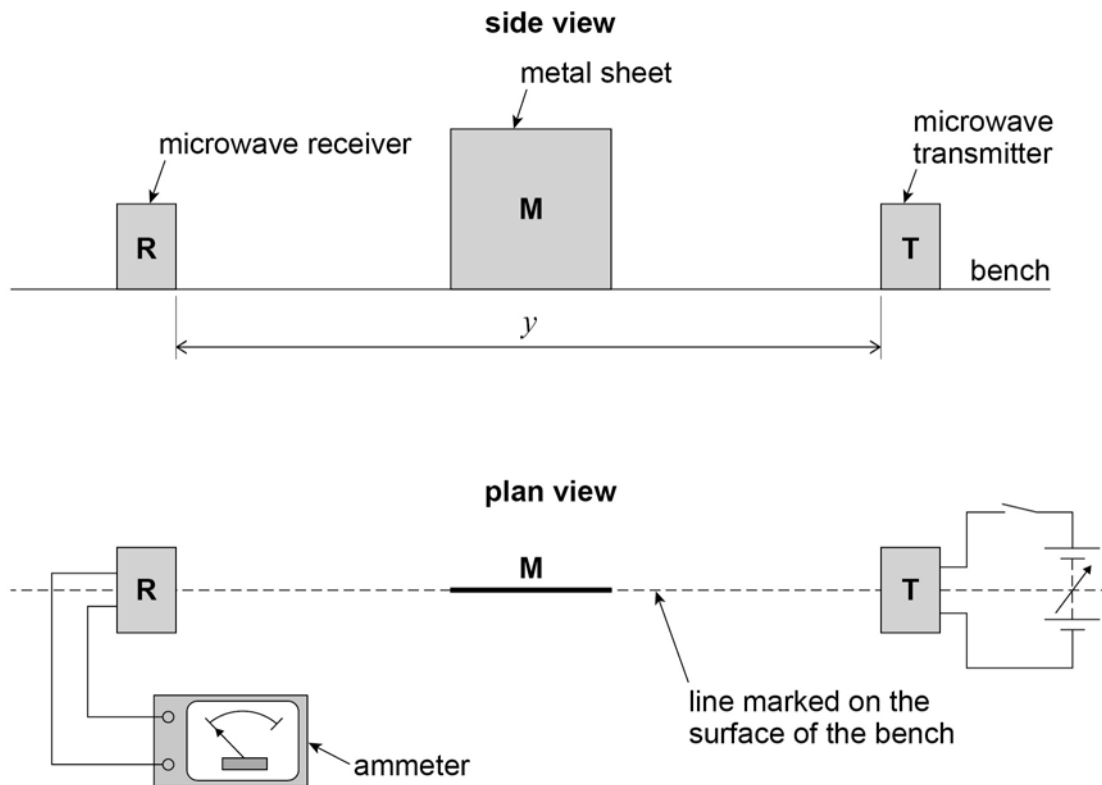 side view
metal sheet
microwave receiver
microwave
transmitter
M
R
T
bench
y
plan view
M
R
T
line marked on the
surface of the bench
ammeter